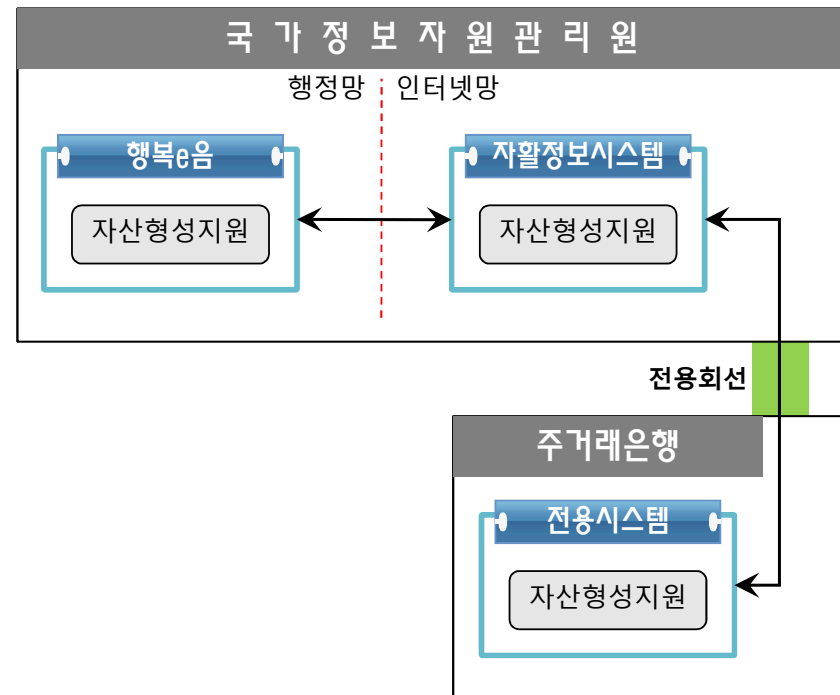 국가정보자원관리원
행정망 인터넷망
행복e음 자활정보시스템
자산형성지원 자산형성지원
전용회선
주거래은행
전용시스템
자산형성지원